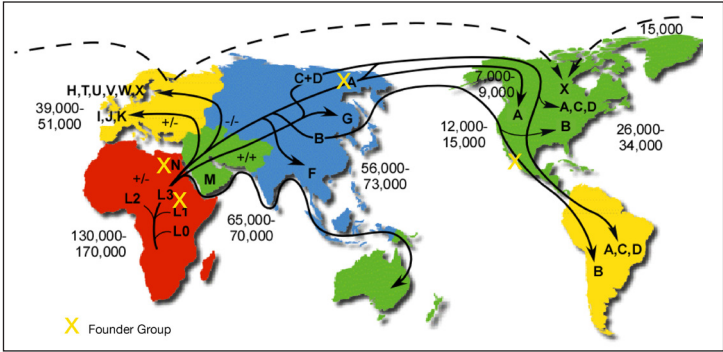 15,000
C+D
A
7,000-
9,000
X
H,T,U,V,W,X
39,000-
51,000
I,J,K
+/-
-/-
G
B
A
A,C,D
B
12,000-
15,000
26,000-
34,000
N
+/+
+/-
M
F
56,000-
73,000
L3
L2
L1
L0
65,000-
70,000
130,000-
170,000
B
A,C,D
X Founder Group